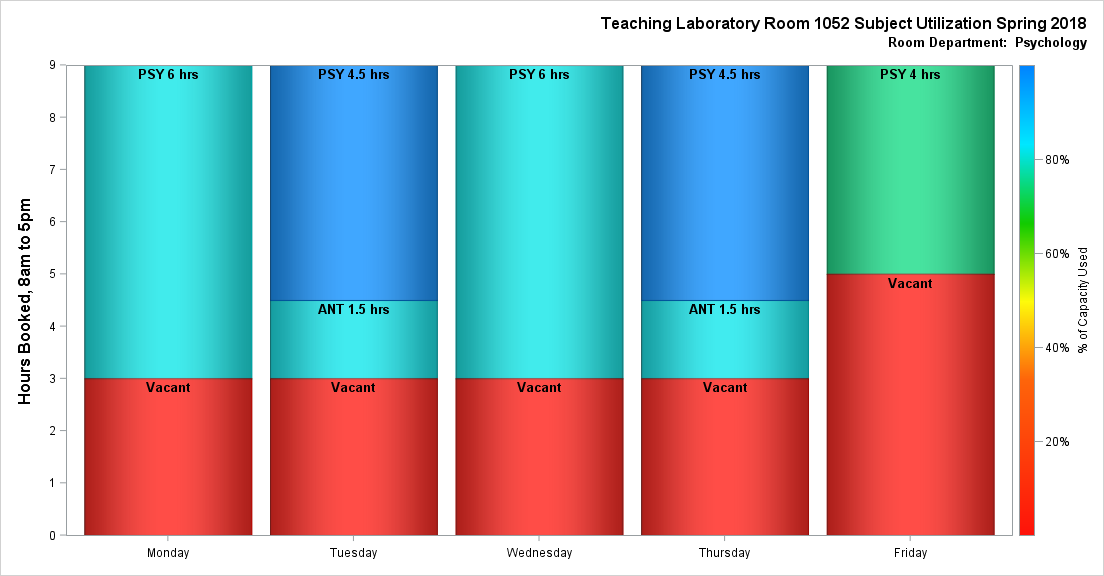 Teaching Laboratory Room 1052 Subject Utilization Spring 2018
Room Department: Psychology
Hours Booked, 8am to 5pm
9
8
7
6
5
4
3
2
1
0
PSY 6 hrs
Vacant
PSY 4.5 hrs
ANT 1.5 hrs
Vacant
PSY 6 hrs
Vacant
PSY 4.5 hrs
ANT 1.5 hrs
Vacant
PSY 4 hrs
Vacant
Monday
Tuesday
Wednesday
Thursday
Friday
80%
60%
40%
20%
% of Capacity Used